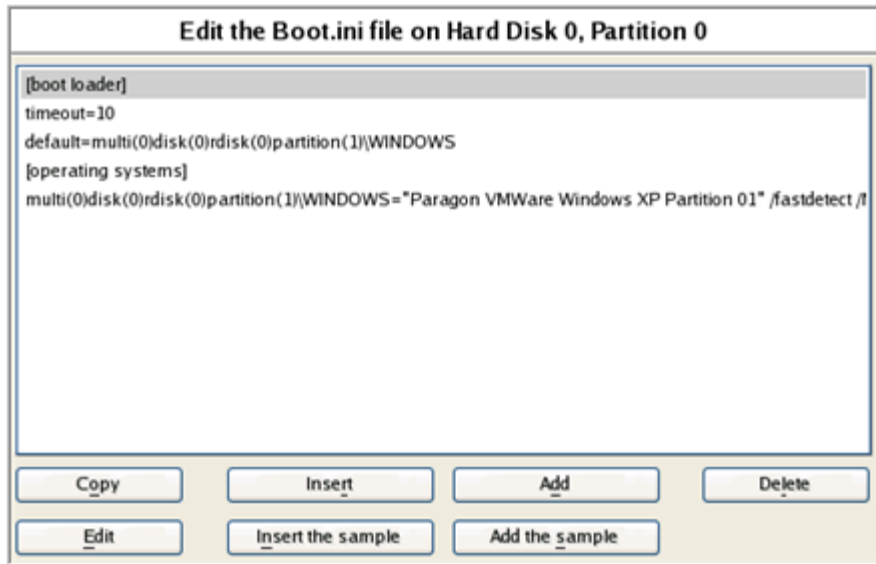 Edit the Boot.ini file on Hard Disk 0, Partition 0
[boot loader]
timeout=10
default=multi(0)disk(0)rdisk(0)partition(1)\WINDOWS
[operating systems]
multi(0)disk(0)rdisk(0)partition(1)\WINDOWS="Paragon VMWare Windows XP Partition 01" /fastdetect
Copy Insert Add Delete
Edit Insert the sample Add the sample